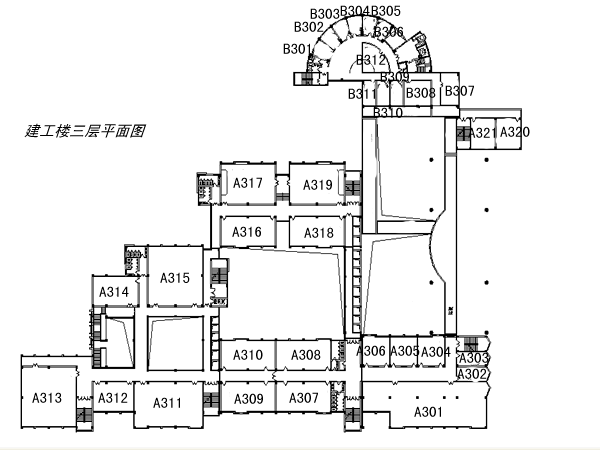 B304 B305
B303
B302 B306
B301
B312
B309
B311 B308 B307
B310
建工楼三层平面图
A321 A320
A317 A319
A316 A318
A315
A314
A310 A308 A306 A305 A304
A303
A302
A313 A312 A311 A309 A307 A301